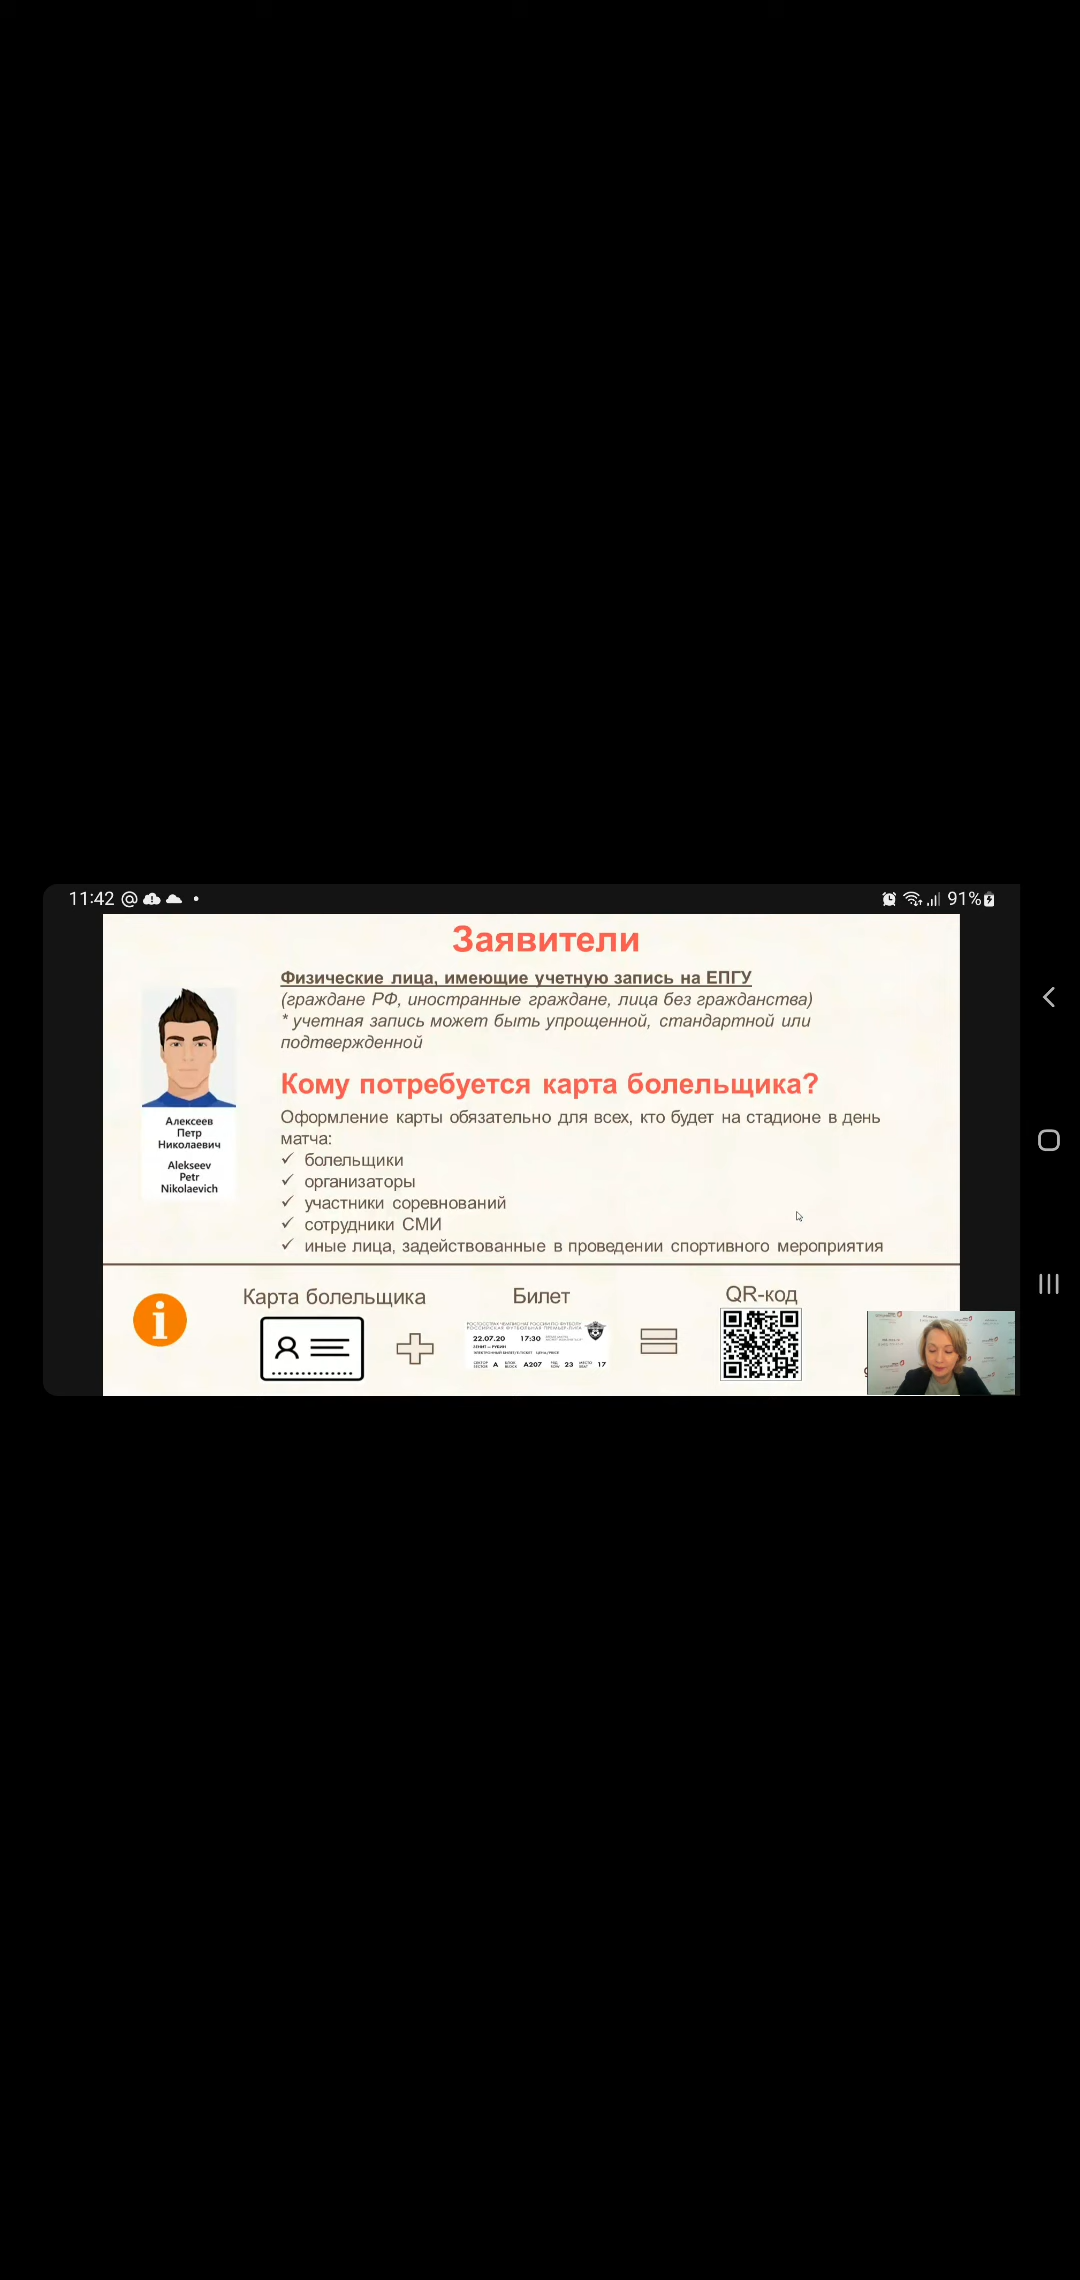 11:42
91%
Заявители
Физические лица, имеющие учетную запись на ЕПГУ
(граждане РФ, иностранные граждане, лица без гражданства)
* учетная запись может быть упрощенной, стандартной или
подтвержденной
Алексеев
Петр
Николаевич
Alekseev
Petr
Nikolaevich
Кому потребуется карта болельщика?
Оформление карты обязательно для всех, кто будет на стадионе в день
матча:
✓ болельщики
✓ организаторы
✓ участники соревнований
✓ сотрудники СМИ
✓ иные лица, задействованные в проведении спортивного мероприятия
i
Карта болельщика
Билет
QR-код
22.07.20 17:30
A A207 23 17